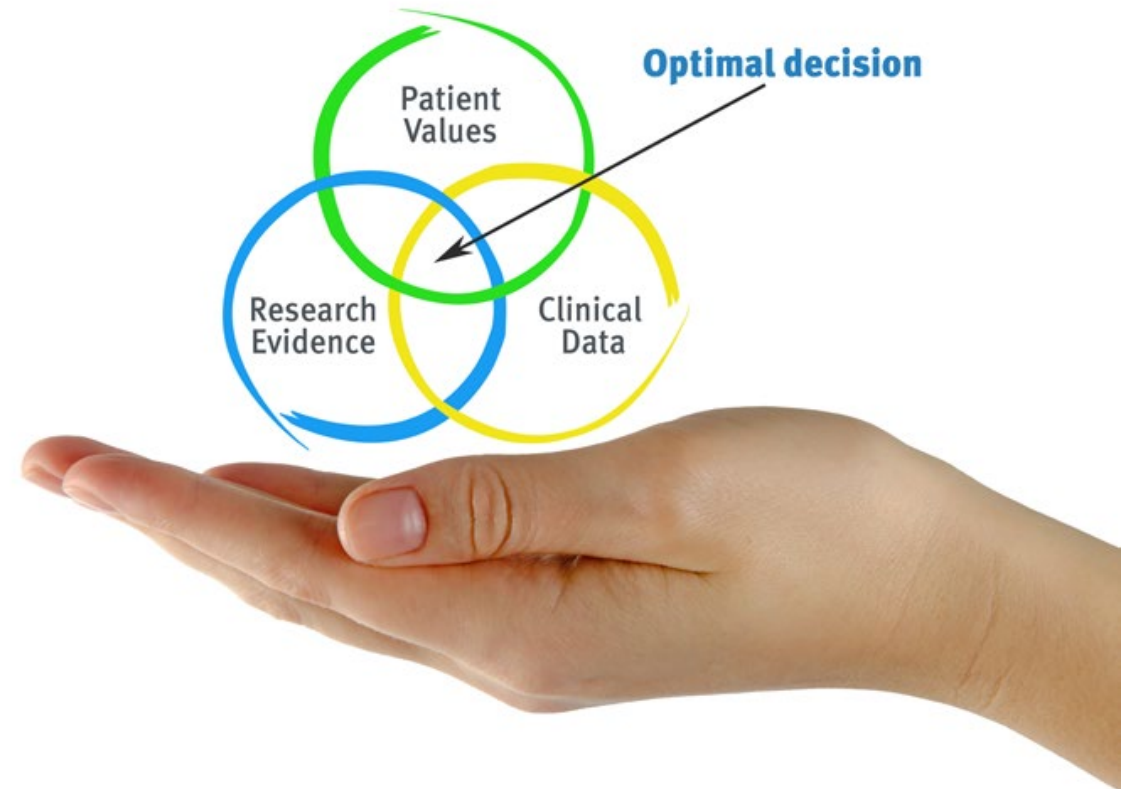 Optimal decision
Patient
Values
Research
Evidence
Clinical
Data